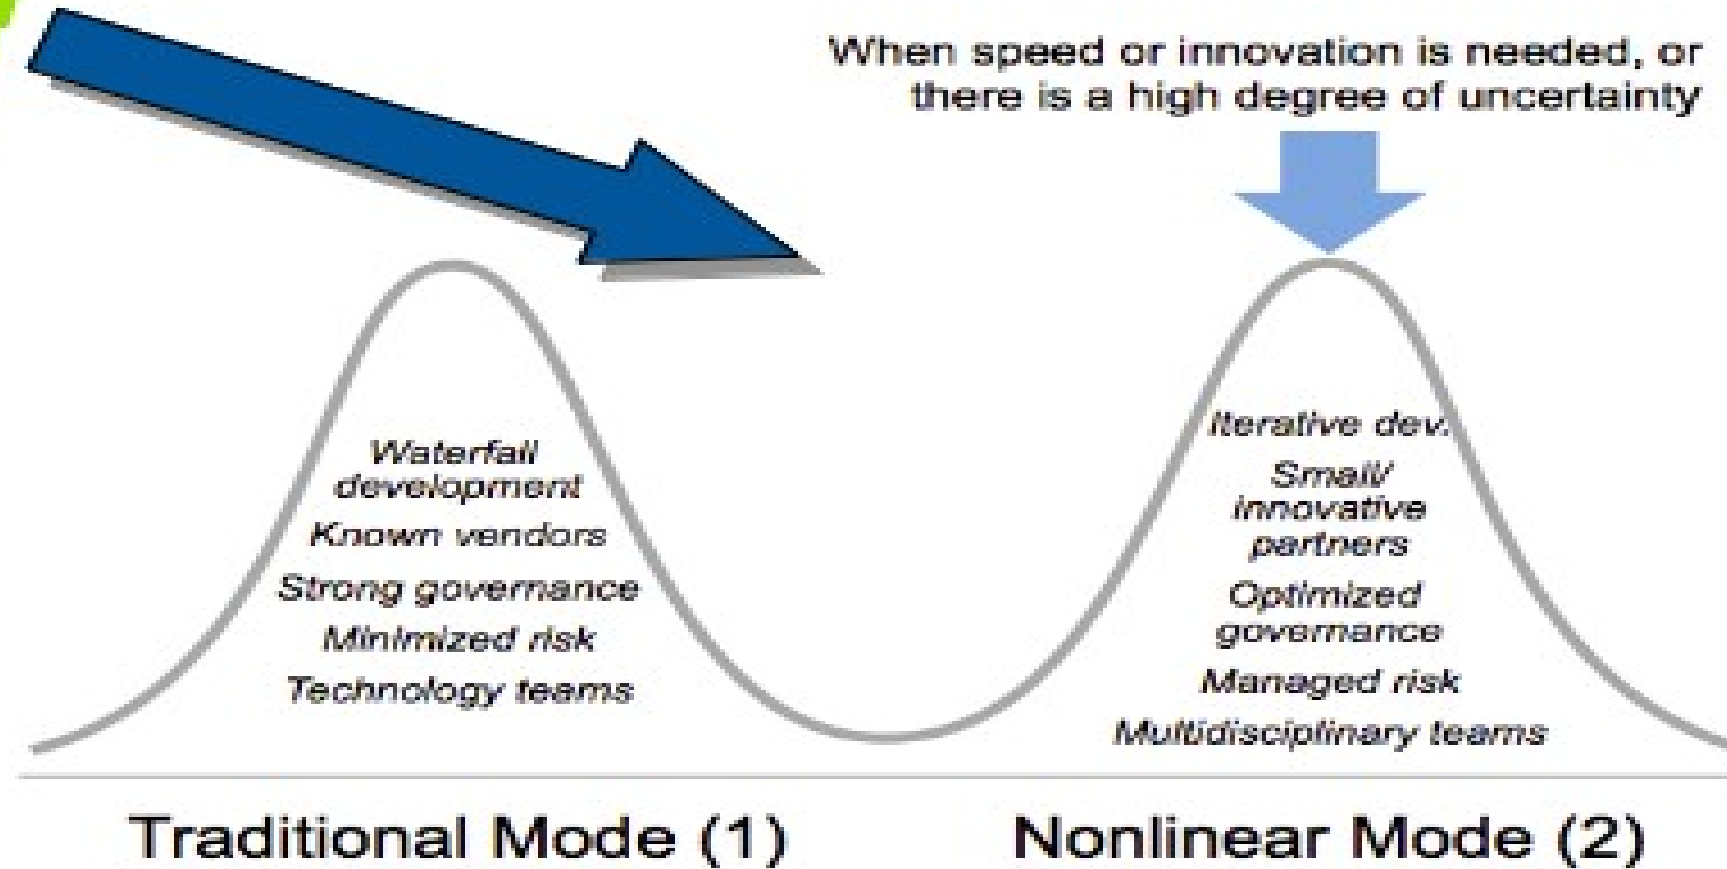 When speed or innovation is needed, or
there is a high degree of uncertainty
Waterfall
development
Known vendors
Strong governance
Minimized risk
Technology teams
Iterative dev.
Small/
innovative
partners
Optimized
governance
Managed risk
Multidisciplinary teams
Traditional Mode (1)
Nonlinear Mode (2)